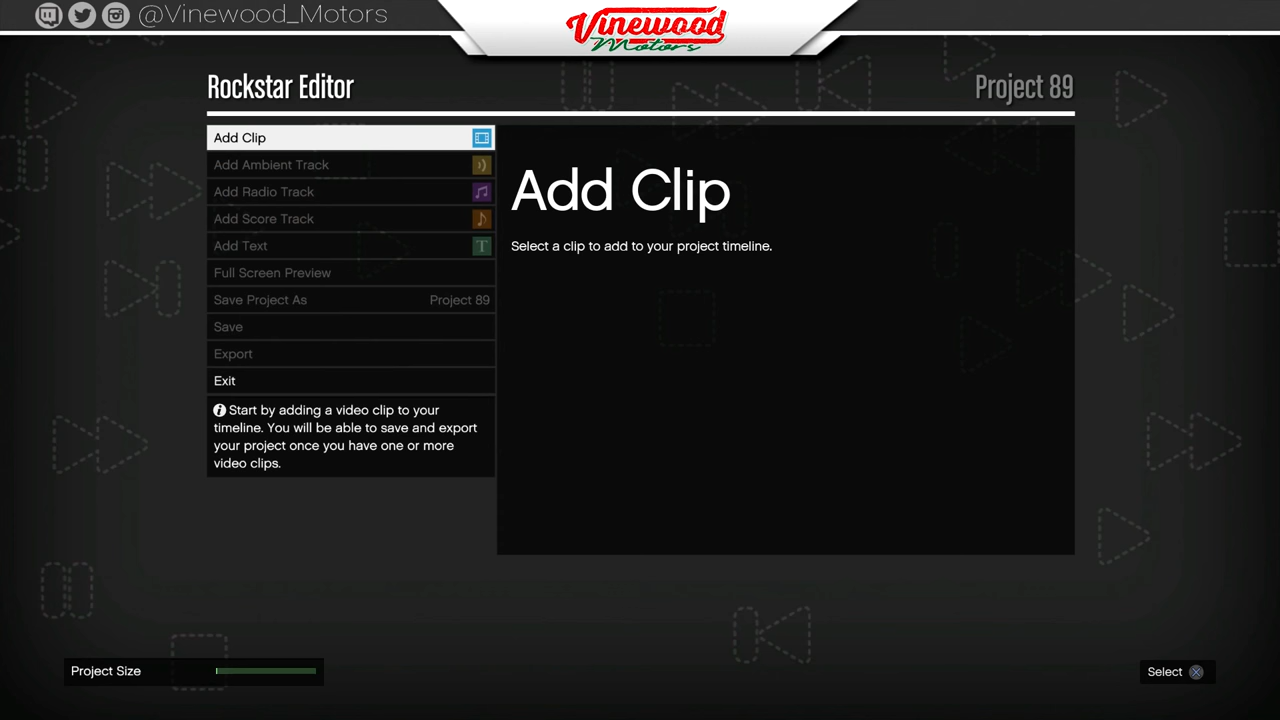 @Vinewood_Motors
Vinewood
Motors
Rockstar Editor
Project 89
Add Clip
Add Ambient Track
Add Radio Track
Add Score Track
Add Text
T
Full Screen Preview
Save Project As
Project 89
Save
Export
Exit
Start by adding a video clip to your
timeline. You will be able to save and export
your project once you have one or more
video clips.
Add Clip
Select a clip to add to your project timeline.
Project Size
Select